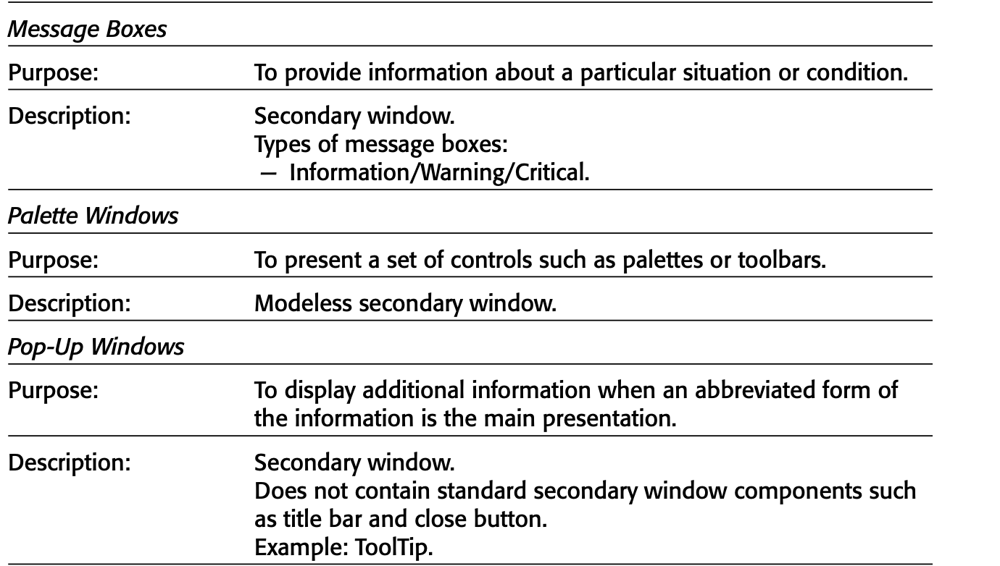 Message Boxes
Purpose: To provide information about a particular situation or condition.
Description: Secondary window.
Types of message boxes:
— Information/Warning/Critical.
Palette Windows
Purpose: To present a set of controls such as palettes or toolbars.
Description: Modeless secondary window.
Pop-Up Windows
Purpose: To display additional information when an abbreviated form of
the information is the main presentation.
Description: Secondary window.
Does not contain standard secondary window components such
as title bar and close button.
Example: ToolTip.